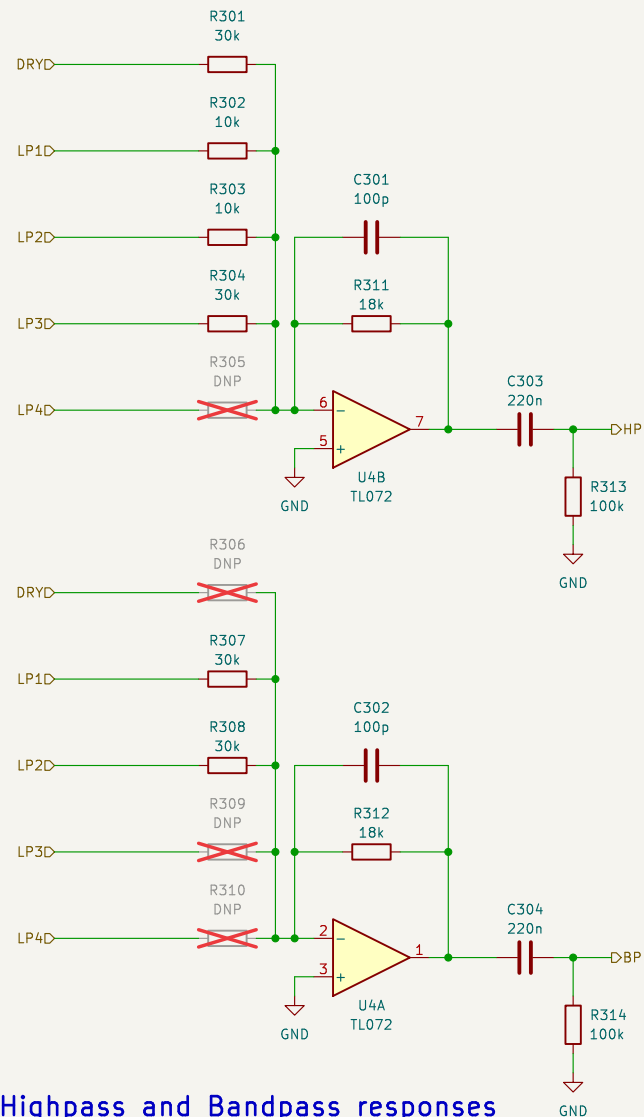 R301
30k
DRY
R302
10k
LP1
R303
10k
LP2
C301
100p
R304
30k
LP3
R311
18k
R305
DNP
LP4
6
5
7
U4B
TL072
GND
C303
220n
HP
R313
100k
GND
R306
DNP
DRY
R307
30k
LP1
R308
30k
LP2
C302
100p
R309
DNP
LP3
R312
18k
R310
DNP
LP4
2
3
1
U4A
TL072
GND
C304
220n
BP
R314
100k
GND
Highpass and Bandpass responses